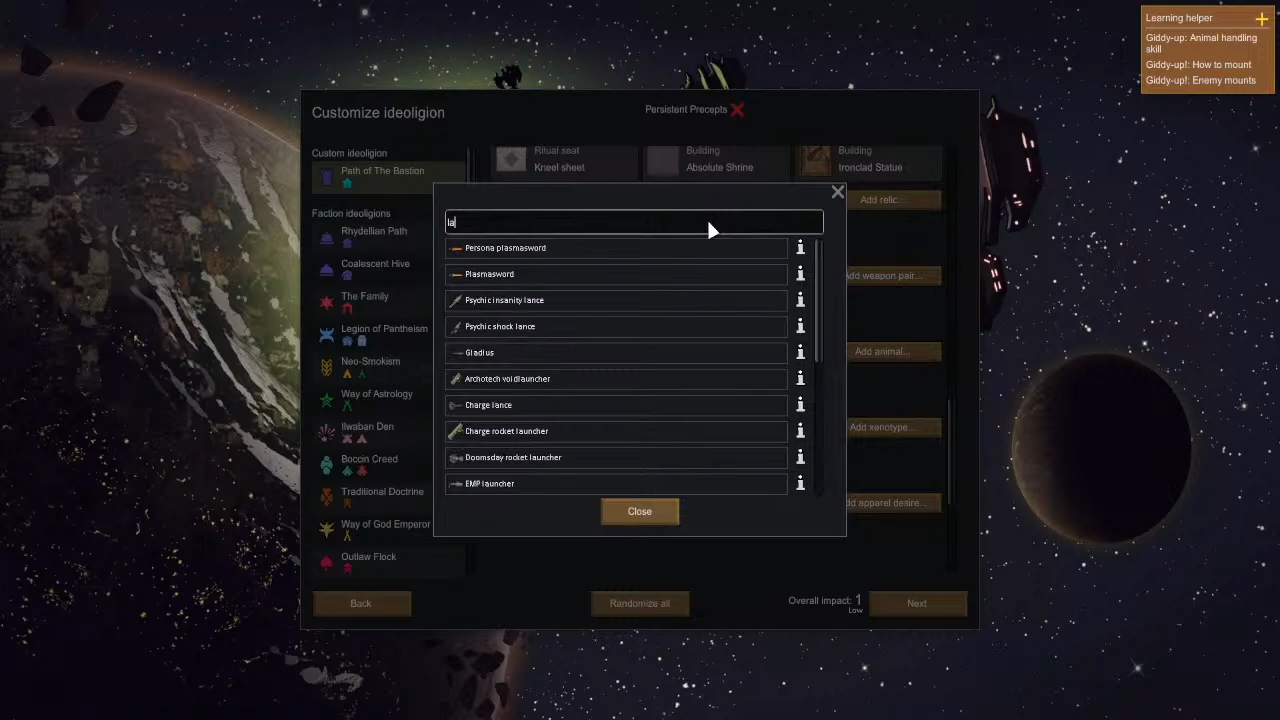 Learning helper
Giddy-up: Animal handling
skill
Giddy-up!: How to mount
Giddy-up!: Enemy mounts
Customize ideoligion
Persistent Precepts
Custom ideoligion
Path of The Bastion
Ritual seat
Kneel sheet
Building
Absolute Shrine
Building
Ironclad Statue
Faction ideoligions
Rhydellian Path
Coalescent Hive
The Family
Legion of Pantheism
Neo-Smokism
Way of Astrology
Ilwaban Den
Boccin Creed
Traditional Doctrine
Way of God Emperor
Outlaw Flock
la
Persona plasmasword
Plasmasword
Psychic insanity lance
Psychic shock lance
Gladius
Archotech voidlauncher
Charge lance
Charge rocket launcher
Doomsday rocket launcher
EMP launcher
Close
Add relic...
Add weapon pair...
Add animal...
Add xenotype...
dd apparel desire...
Back
Randomize all
Overall impact: 1
Low
Next